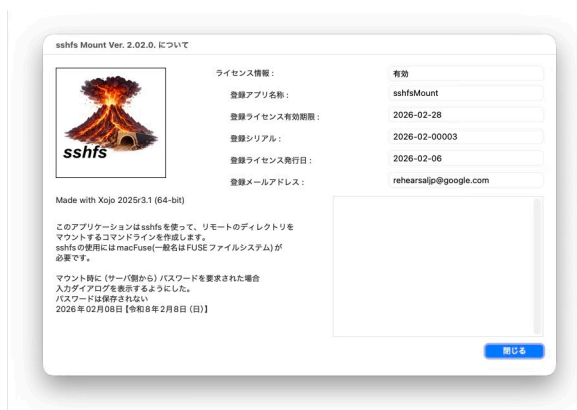 sshfs Mount Ver. 2.02.0. について
sshfs
ライセンス情報 : 有効
登録アプリ名称 : sshfsMount
登録ライセンス有効期限 : 2026-02-28
登録シリアル : 2026-02-00003
登録ライセンス発行日 : 2026-02-06
登録メールアドレス : rehearsaljp@google.com
Made with Xojo 2025r3.1 (64-bit)
このアプリケーションはsshfsを使って、リモートのディレクトリを
マウントするコマンドラインを作成します。
sshfsの使用にはmacFuse(一般名はFUSEファイルシステム)が
必要です。
マウント時に(サーバ側から)パスワードを要求された場合
入力ダイアログを表示するようにした。
パスワードは保存されない
2026年02月08日【令和8年2月8日(日)】
閉じる